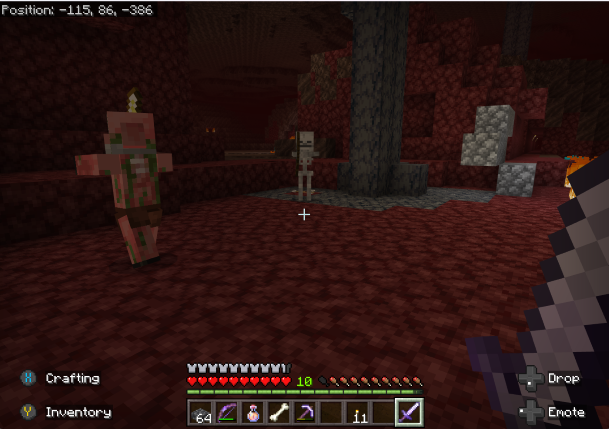 Position: -115, 86, -386
10
Crafting
Drop
64
11
Inventory
Emote